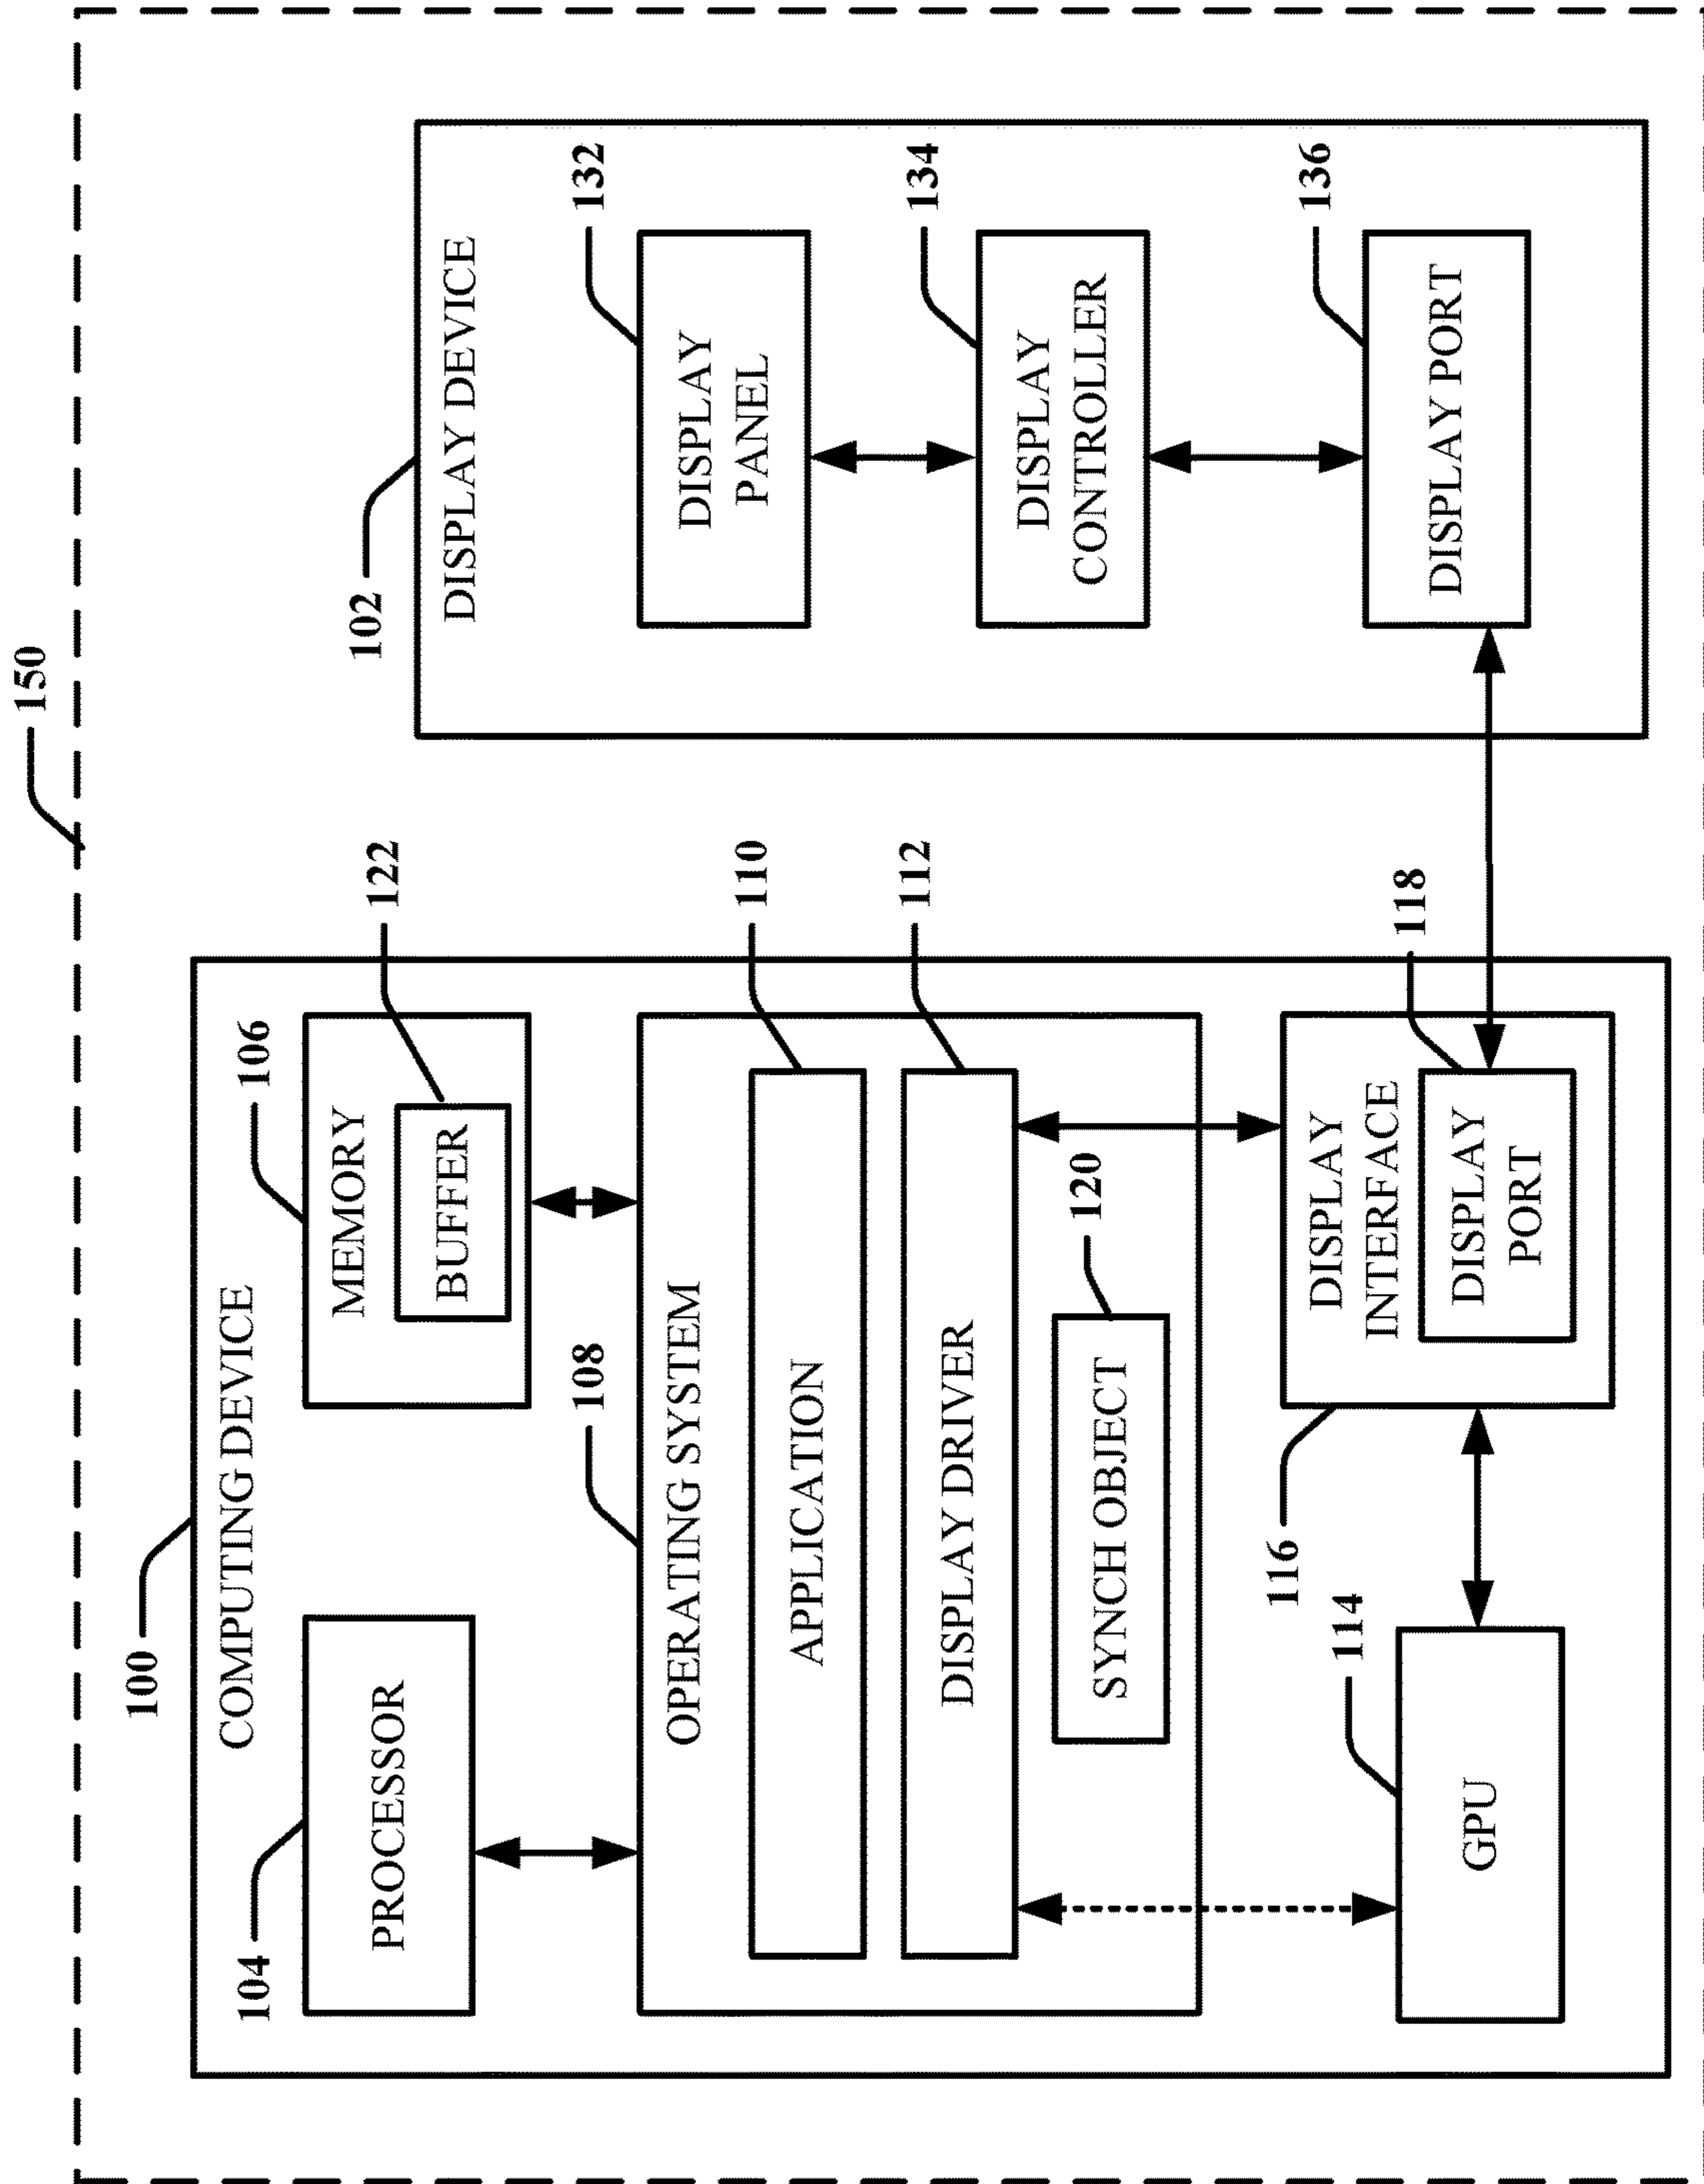 150
100
COMPUTING DEVICE
104
PROCESSOR
106
MEMORY
122
BUFFER
108
OPERATING SYSTEM
110
APPLICATION
112
DISPLAY DRIVER
120
SYNCH OBJECT
114
GPU
116
DISPLAY
INTERFACE
118
DISPLAY
PORT
102
DISPLAY DEVICE
132
DISPLAY
PANEL
134
DISPLAY
CONTROLLER
136
DISPLAY PORT